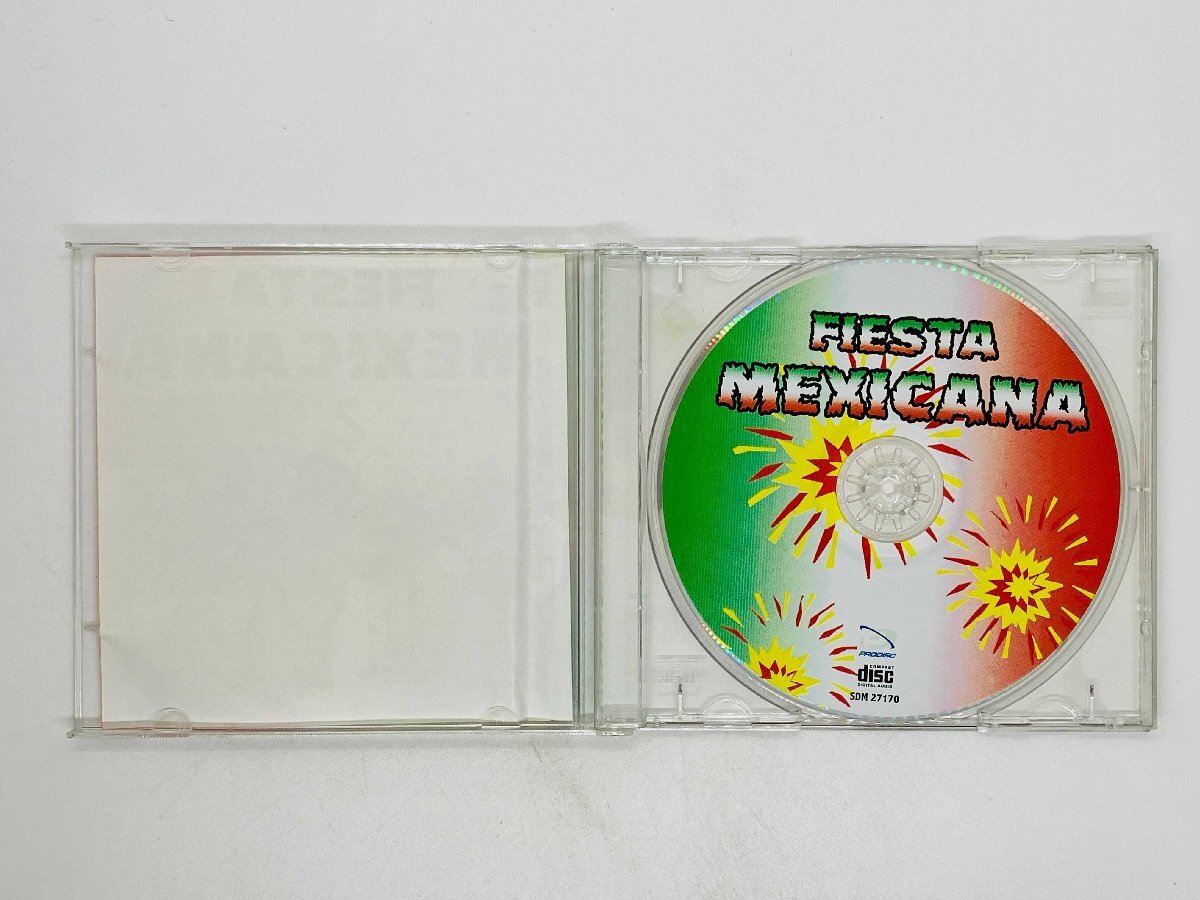 FIESTA
MEXICANA
PRODISC
COMPACT
disc
DIGITAL AUDIO
SDM 27170